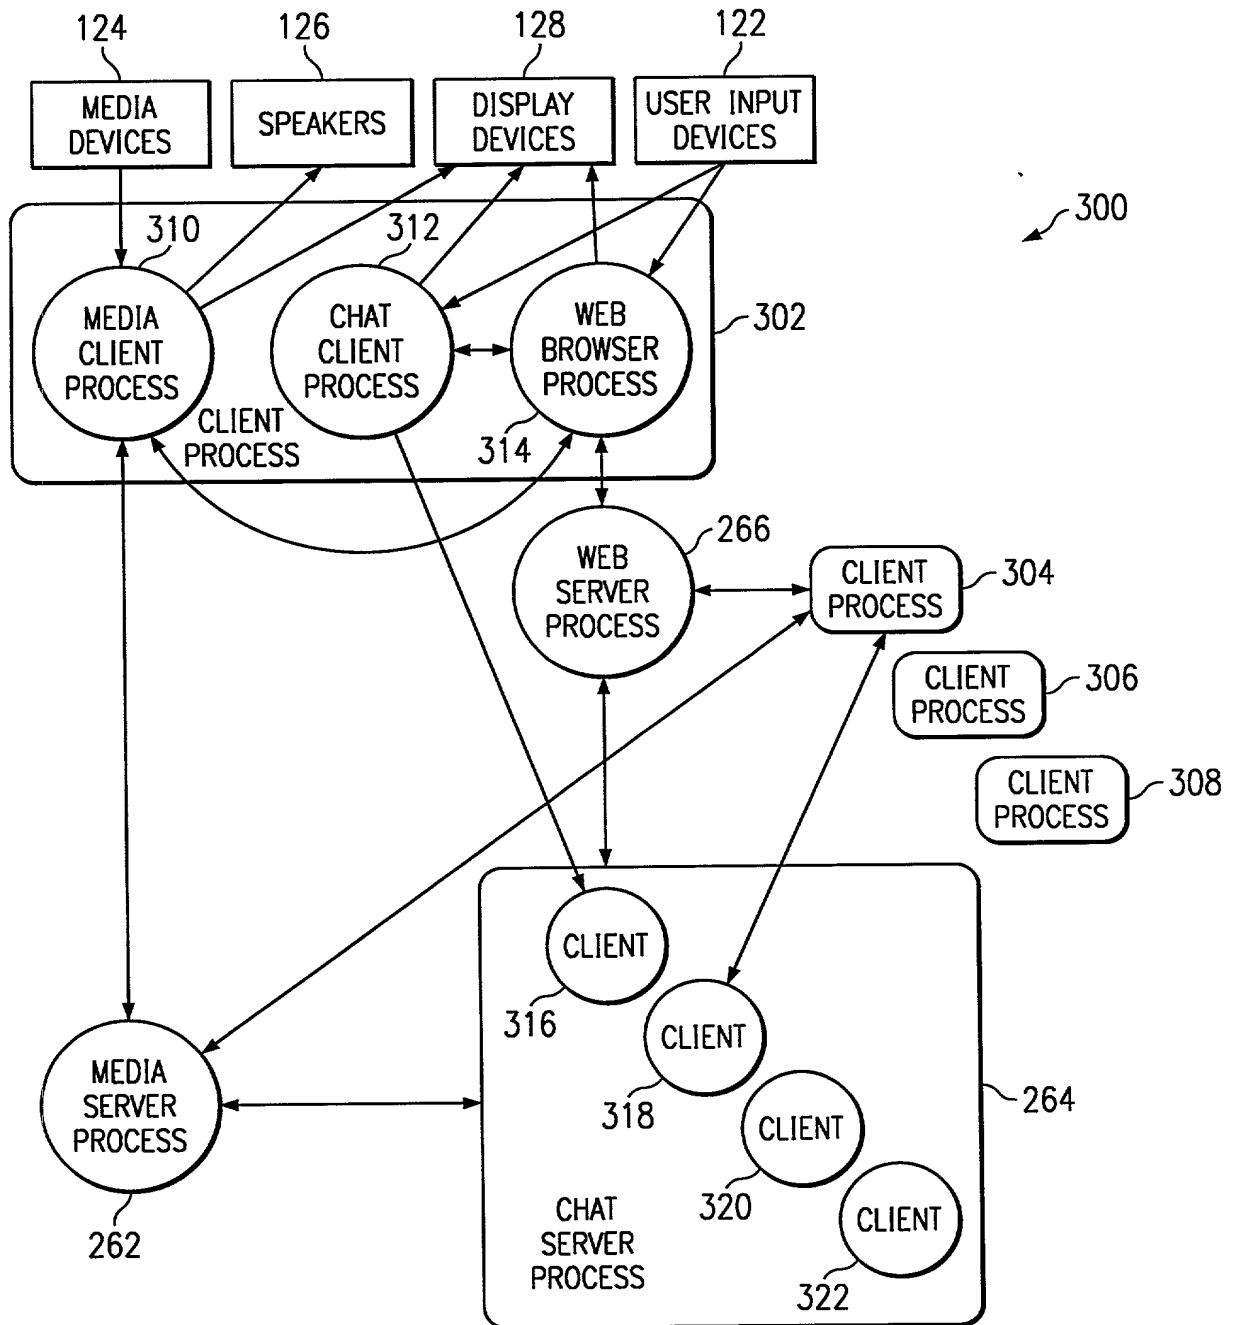 124
126
128
122
MEDIA
DEVICES
SPEAKERS
DISPLAY
DEVICES
USER INPUT
DEVICES
300
310
312
302
MEDIA
CLIENT
PROCESS
CHAT
CLIENT
PROCESS
WEB
BROWSER
PROCESS
CLIENT
PROCESS
314
266
WEB
SERVER
PROCESS
CLIENT
PROCESS
304
CLIENT
PROCESS
306
CLIENT
PROCESS
308
CLIENT
316
CLIENT
318
CLIENT
320
CLIENT
322
264
MEDIA
SERVER
PROCESS
262
CHAT
SERVER
PROCESS